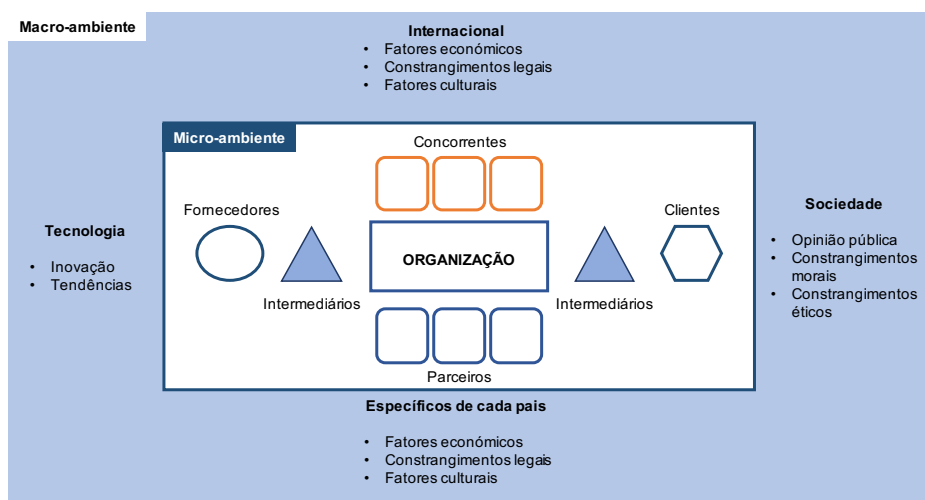 Macro-ambiente
Internacional
• Fatores económicos
• Constrangimentos legais
• Fatores culturais
Micro-ambiente
Concorrentes
Fornecedores
Clientes
ORGANIZAÇÃO
Intermediários
Intermediários
Parceiros
Tecnologia
• Inovação
• Tendências
Sociedade
• Opinião pública
• Constrangimentos
morais
• Constrangimentos
éticos
Específicos de cada pais
• Fatores económicos
• Constrangimentos legais
• Fatores culturais